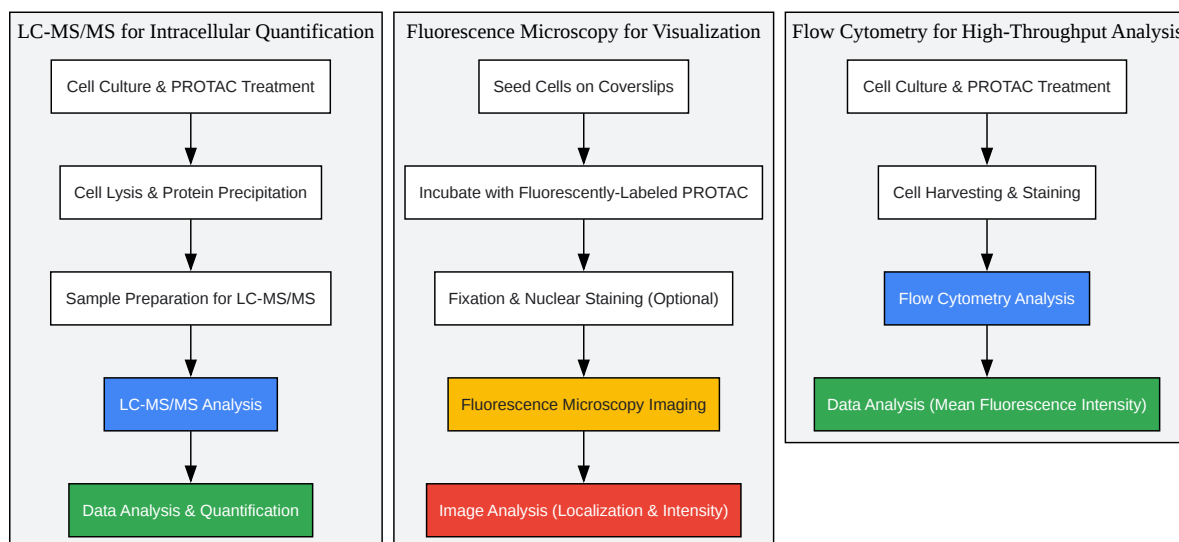 LC-MS/MS for Intracellular Quantification
Cell Culture & PROTAC Treatment
Cell Lysis & Protein Precipitation
Sample Preparation for LC-MS/MS
LC-MS/MS Analysis
Data Analysis & Quantification
Fluorescence Microscopy for Visualization
Seed Cells on Coverslips
Incubate with Fluorescently-Labeled PROTAC
Fixation & Nuclear Staining (Optional)
Fluorescence Microscopy Imaging
Image Analysis (Localization & Intensity)
Flow Cytometry for High-Throughput Analysis
Cell Culture & PROTAC Treatment
Cell Harvesting & Staining
Flow Cytometry Analysis
Data Analysis (Mean Fluorescence Intensity)